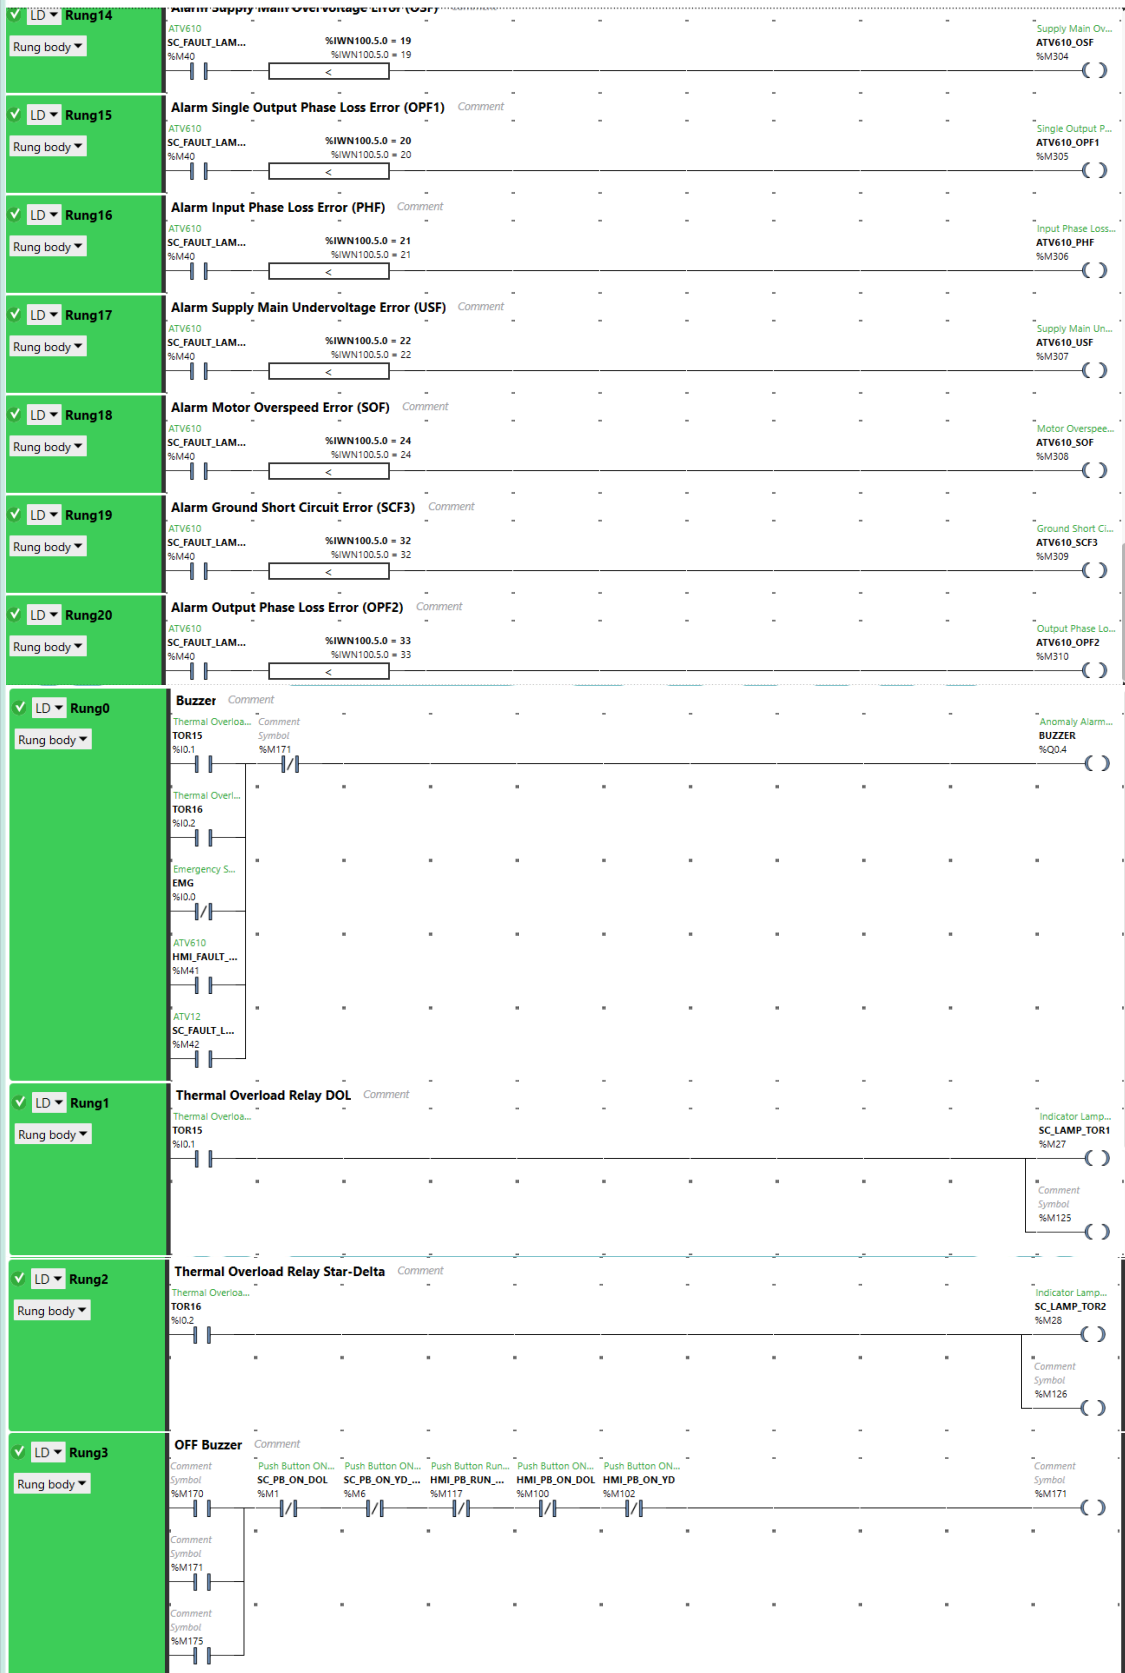 Alarm Supply Main Overvoltage Error (OSF) Comment
LD Rung14
Rung body
ATV610
SC_FAULT_LAM...
%M40
%IWN100.5.0 = 19
%IWN100.5.0 = 19
<
Supply Main Ov...
ATV610_OSF
%M304
LD Rung15
Rung body
Alarm Single Output Phase Loss Error (OPF1) Comment
ATV610
SC_FAULT_LAM...
%M40
%IWN100.5.0 = 20
%IWN100.5.0 = 20
<
Single Output P...
ATV610_OPF1
%M305
LD Rung16
Rung body
Alarm Input Phase Loss Error (PHF) Comment
ATV610
SC_FAULT_LAM...
%M40
%IWN100.5.0 = 21
%IWN100.5.0 = 21
<
Input Phase Loss...
ATV610_PHF
%M306
LD Rung17
Rung body
Alarm Supply Main Undervoltage Error (USF) Comment
ATV610
SC_FAULT_LAM...
%M40
%IWN100.5.0 = 22
%IWN100.5.0 = 22
<
Supply Main Un...
ATV610_USF
%M307
LD Rung18
Rung body
Alarm Motor Overspeed Error (SOF) Comment
ATV610
SC_FAULT_LAM...
%M40
%IWN100.5.0 = 24
%IWN100.5.0 = 24
<
Motor Overspee...
ATV610_SOF
%M308
LD Rung19
Rung body
Alarm Ground Short Circuit Error (SCF3) Comment
ATV610
SC_FAULT_LAM...
%M40
%IWN100.5.0 = 32
%IWN100.5.0 = 32
<
Ground Short Ci...
ATV610_SCF3
%M309
LD Rung20
Rung body
Alarm Output Phase Loss Error (OPF2) Comment
ATV610
SC_FAULT_LAM...
%M40
%IWN100.5.0 = 33
%IWN100.5.0 = 33
<
Output Phase Lo...
ATV610_OPF2
%M310
LD Rung0
Rung body
Buzzer Comment
Thermal Overloa...
TOR15
%I0.1
Comment
Symbol
%M171
Anomaly Alarm...
BUZZER
%Q0.4
Thermal Overl...
TOR16
%I0.2
Emergency S...
EMG
%I0.0
ATV610
HMI_FAULT_...
%M41
ATV12
SC_FAULT_L...
%M42
LD Rung1
Rung body
Thermal Overload Relay DOL Comment
Thermal Overloa...
TOR15
%I0.1
Indicator Lamp...
SC_LAMP_TOR1
%M27
Comment
Symbol
%M125
LD Rung2
Rung body
Thermal Overload Relay Star-Delta Comment
Thermal Overloa...
TOR16
%I0.2
Indicator Lamp...
SC_LAMP_TOR2
%M28
Comment
Symbol
%M126
LD Rung3
Rung body
OFF Buzzer Comment
Comment
Symbol
%M170
Push Button ON...
SC_PB_ON_DOL
%M1
Push Button ON...
SC_PB_ON_YD_...
%M6
Push Button Run...
HMI_PB_RUN_...
%M117
Push Button ON...
HMI_PB_ON_DOL
%M100
Push Button ON...
HMI_PB_ON_YD
%M102
Comment
Symbol
%M171
Comment
Symbol
%M171
Comment
Symbol
%M175